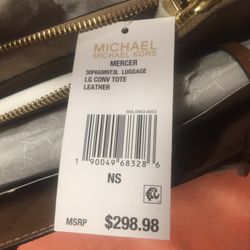 MICHAEL
MICHAEL KORS
MERCER
30F6GM9T3L LUGGAGE
LG CONV TOTE
LEATHER
1 90049 68328 6
NS
MSRP $298.98